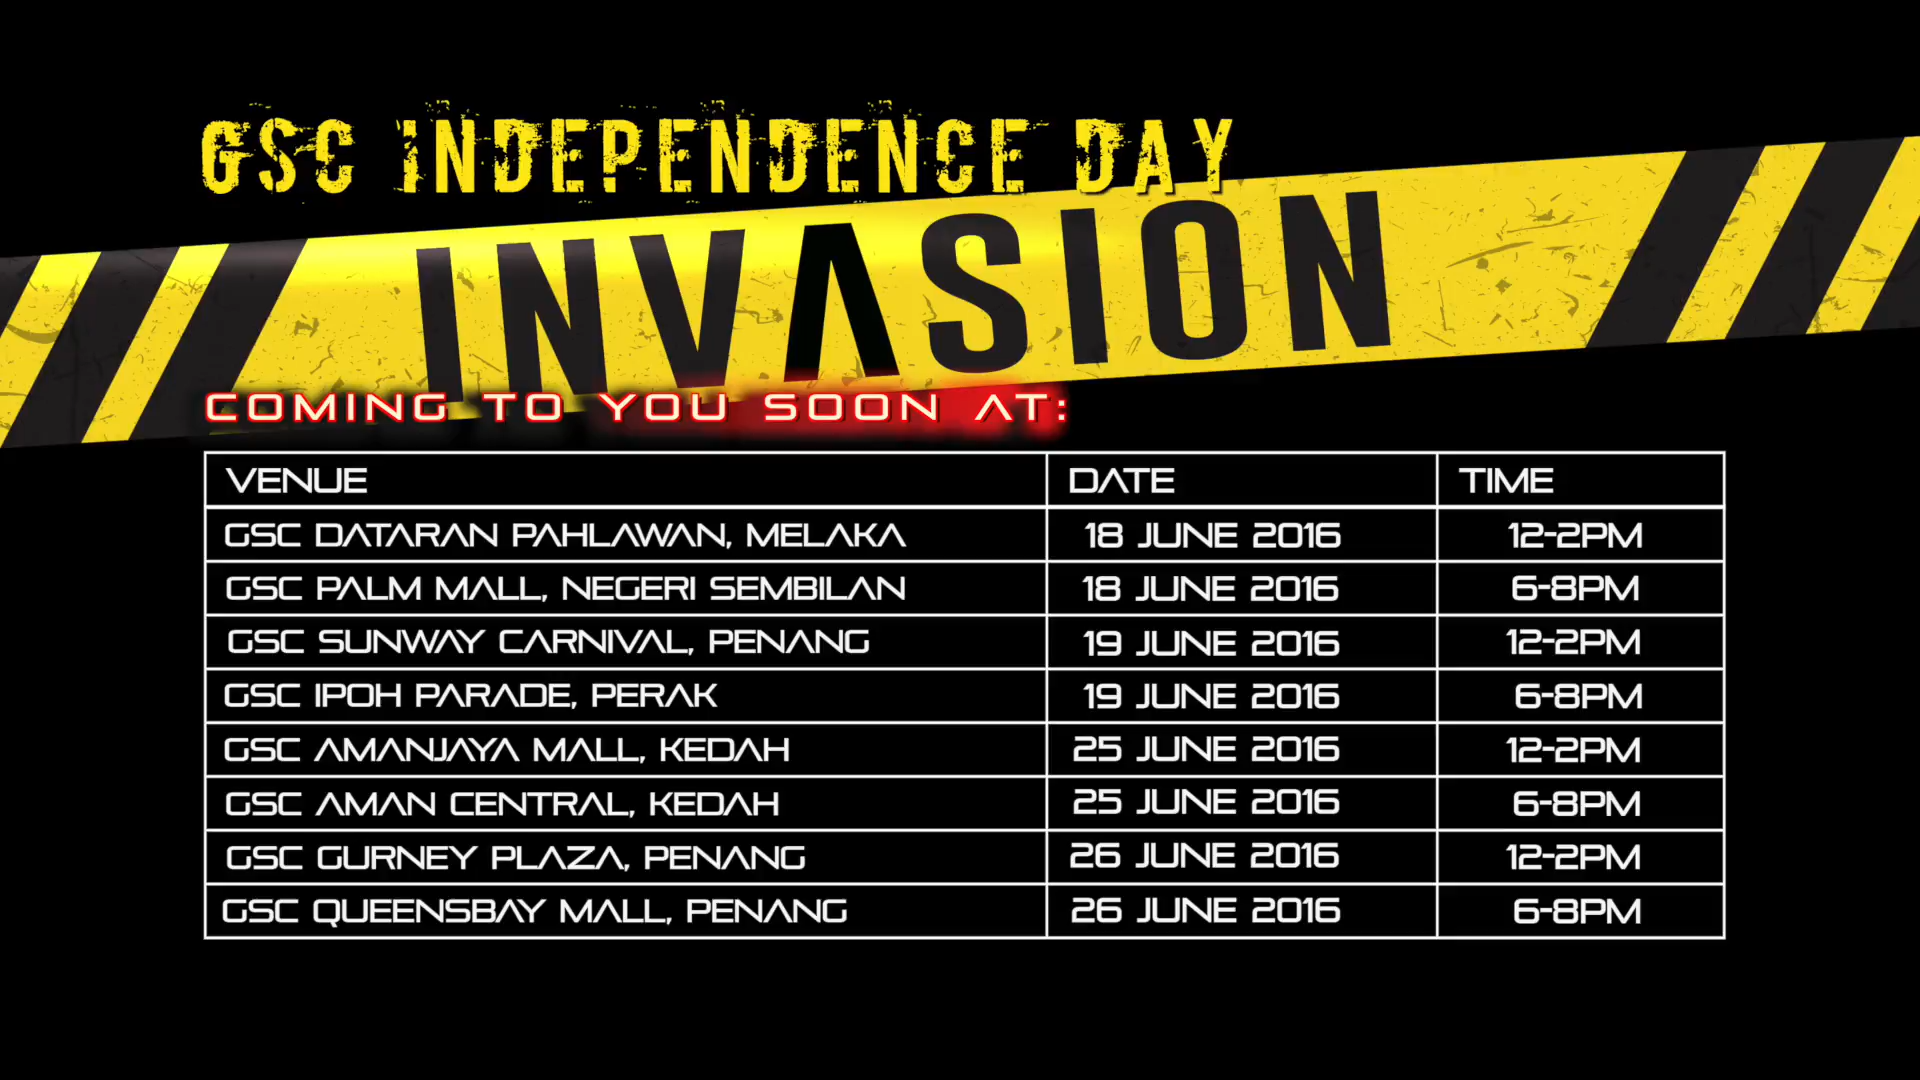 GSC INDEPENDENCE DAY
INVASION
COMING TO YOU SOON AT:
VENUE DATE TIME
GSC DATARAN PAHLAWAN, MELAKA 18 JUNE 2016 12-2PM
GSC PALM MALL, NEGERI SEMBILAN 18 JUNE 2016 6-8PM
GSC SUNWAY CARNIVAL, PENANG 19 JUNE 2016 12-2PM
GSC IPOH PARADE, PERAK 19 JUNE 2016 6-8PM
GSC AMANJAYA MALL, KEDAH 25 JUNE 2016 12-2PM
GSC AMAN CENTRAL, KEDAH 25 JUNE 2016 6-8PM
GSC GURNEY PLAZA, PENANG 26 JUNE 2016 12-2PM
GSC QUEENSBAY MALL, PENANG 26 JUNE 2016 6-8PM